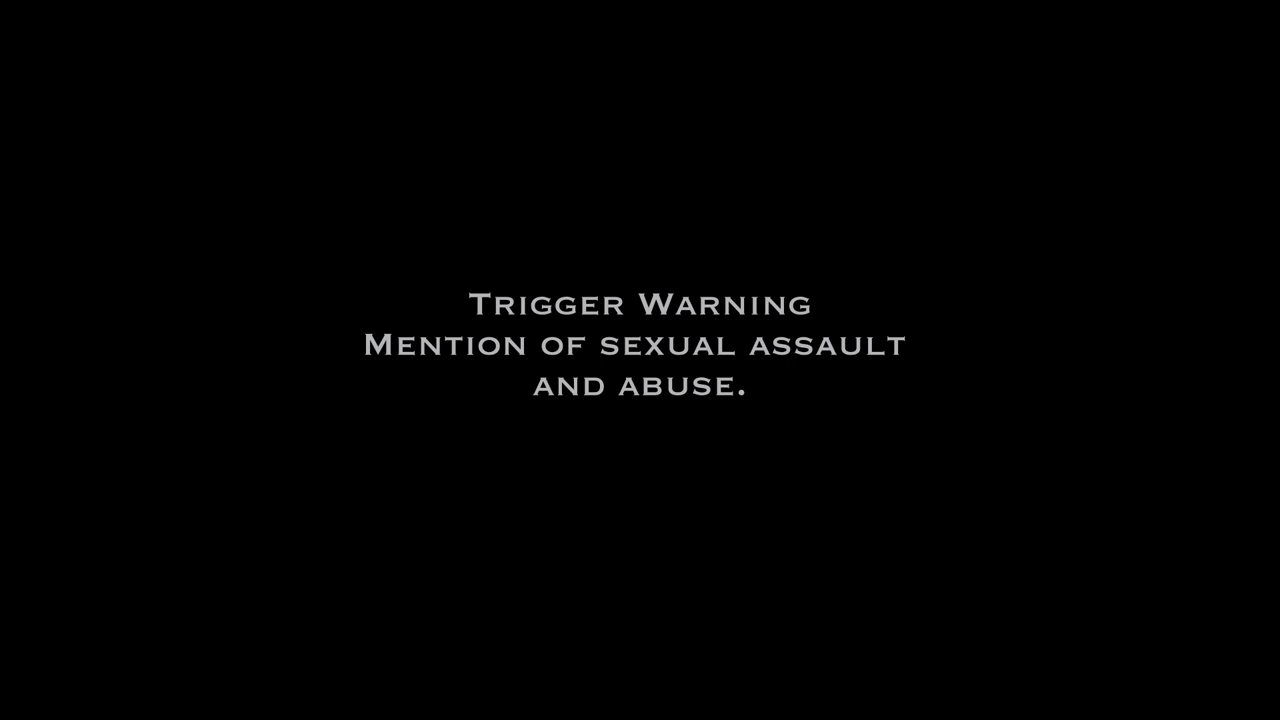 Trigger Warning
Mention of sexual assault
and abuse.